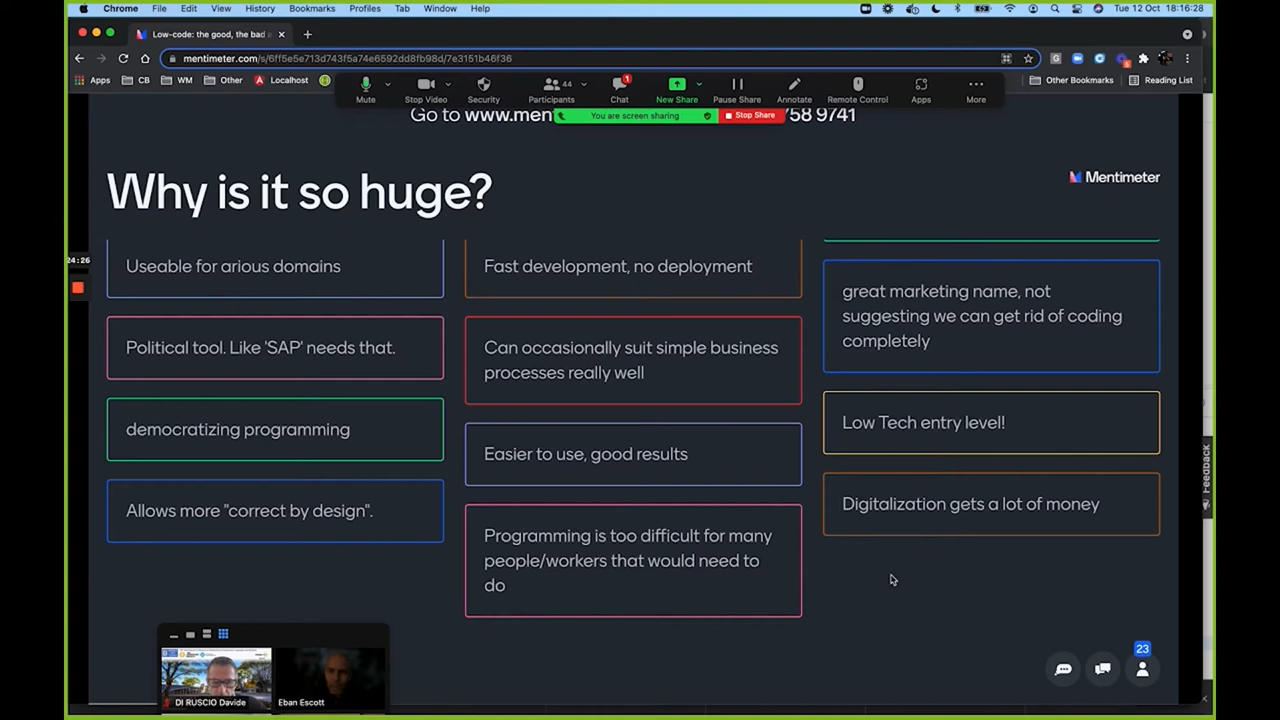 Chrome File Edit View History Bookmarks Profiles Tab Window Help Tue 12 Oct 18:16:28
Low-code: the good, the bad
mentimeter.com/s/6ff5e5e713d743f5a74e6592dd8fb98d/7e3151b46f36
Apps CB WM Other Localhost Other Bookmarks Reading List
44 1
Mute Stop Video Security Participants Chat New Share Pause Share Annotate Remote Control Apps More
Go to www.men 758 9741
You are screen sharing Stop Share
Why is it so huge?
Mentimeter
24:26
Useable for arious domains
Political tool. Like 'SAP' needs that.
democratizing programming
Allows more "correct by design".
Fast development, no deployment
Can occasionally suit simple business
processes really well
Easier to use, good results
Programming is too difficult for many
people/workers that would need to
do
great marketing name, not
suggesting we can get rid of coding
completely
Low Tech entry level!
Digitalization gets a lot of money
Feedback
23
DI RUSCIO Davide
Eban Escott